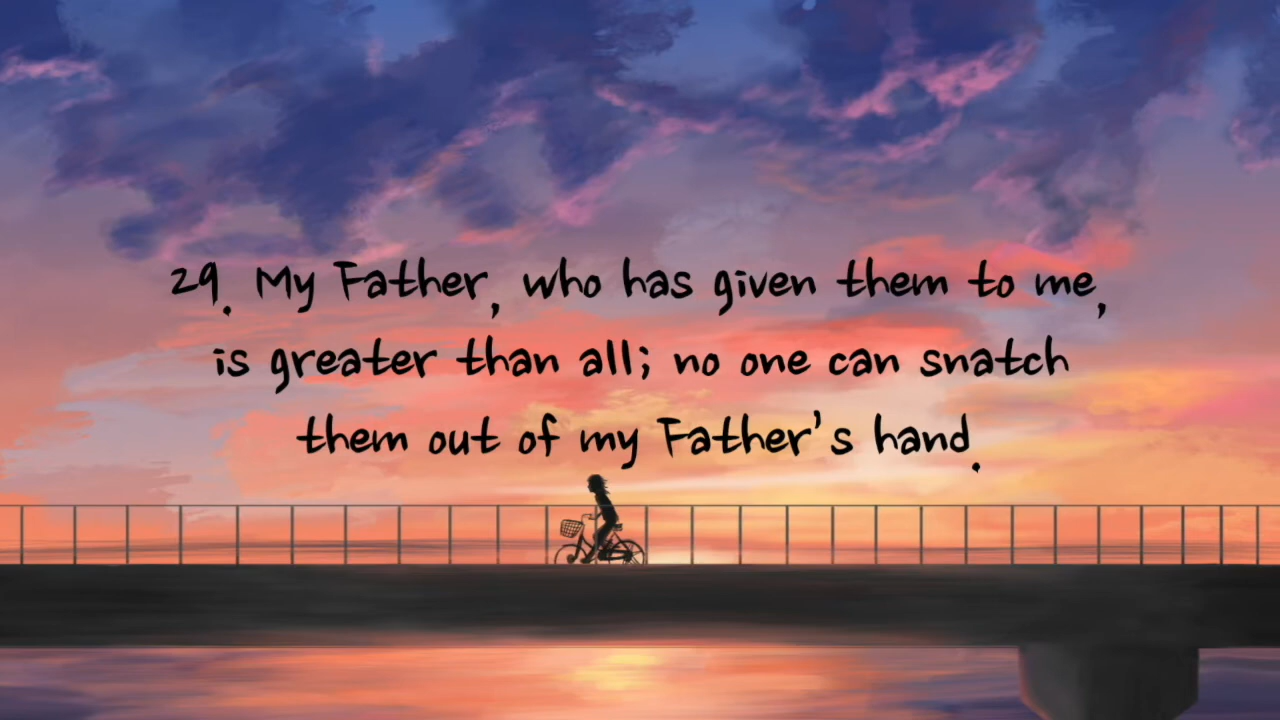 29. My Father, who has given them to me,
is greater than all; no one can snatch
them out of my Father's hand.